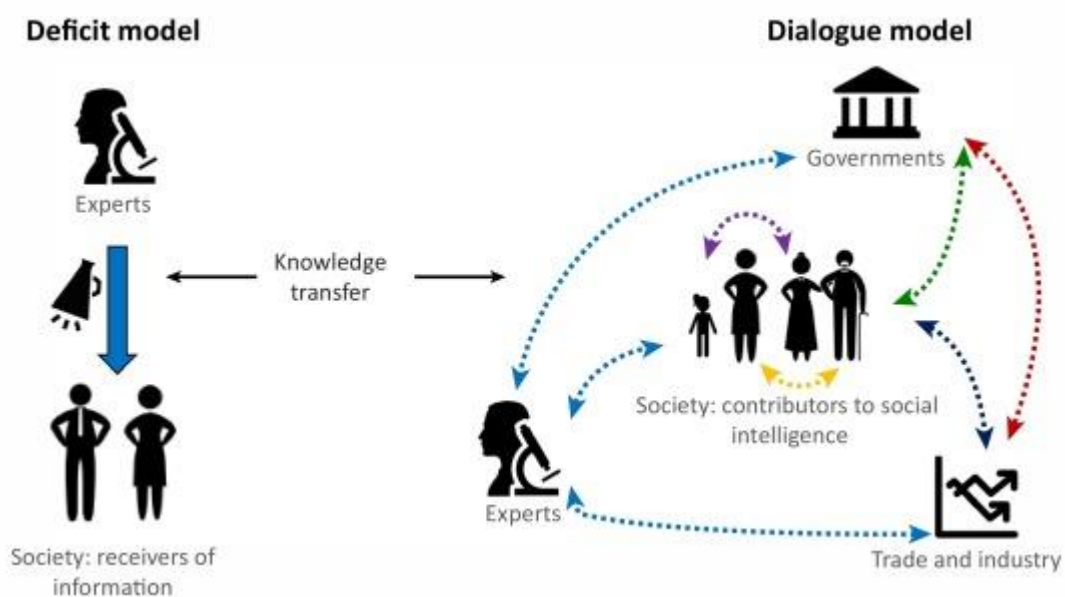 Deficit model
Experts
Knowledge
transfer
Society: receivers of
information
Dialogue model
Governments
Society: contributors to social
intelligence
Experts
Trade and industry